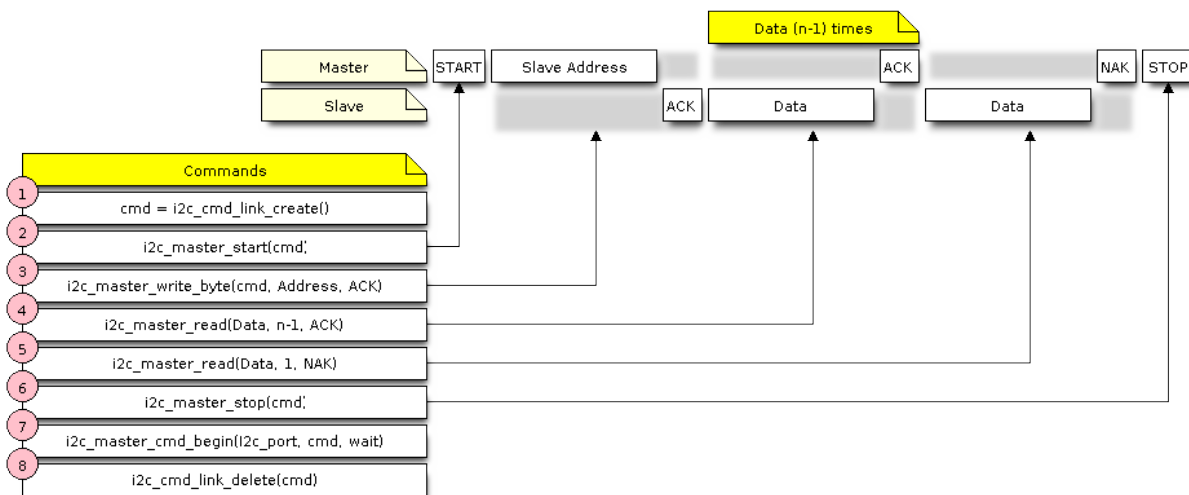 Data (n-1) times
Master START Slave Address ACK NAK STOP
Slave ACK Data Data
Commands
1
cmd = i2c_cmd_link_create()
2
i2c_master_start(cmd;
3
i2c_master_write_byte(cmd, Address, ACK)
4
i2c_master_read(Data, n-1, ACK)
5
i2c_master_read(Data, 1, NAK)
6
i2c_master_stop(cmd;
7
i2c_master_cmd_begin(I2c_port, cmd, wait)
8
i2c_cmd_link_delete(cmd)